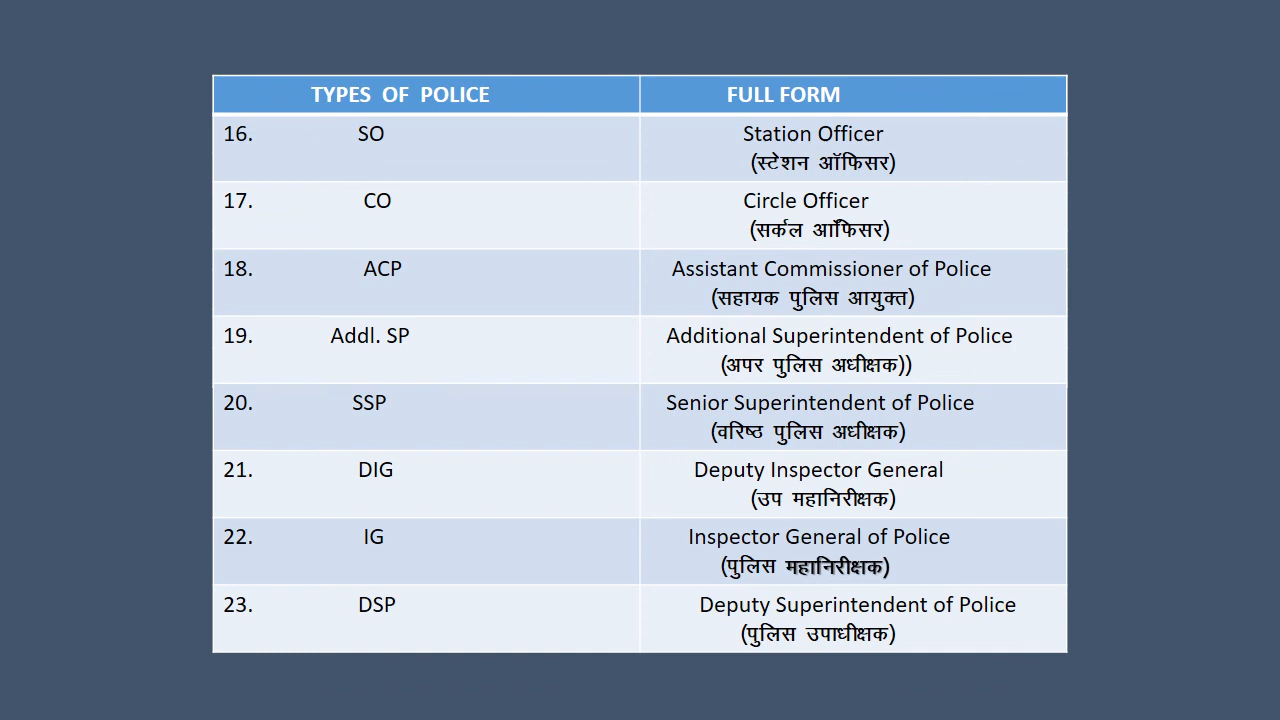 TYPES OF POLICE FULL FORM
16. SO Station Officer
(स्टेशन ऑफिसर)
17. CO Circle Officer
(सर्कल आॉफिसर)
18. ACP Assistant Commissioner of Police
(सहायक पुलिस आयुक्त)
19. Addl. SP Additional Superintendent of Police
(अपर पुलिस अधीक्षक))
20. SSP Senior Superintendent of Police
(वरिष्ठ पुलिस अधीक्षक)
21. DIG Deputy Inspector General
(उप महानिरीक्षक)
22. IG Inspector General of Police
(पुलिस महानिरीक्षक)
23. DSP Deputy Superintendent of Police
(पुलिस उपाधीक्षक)